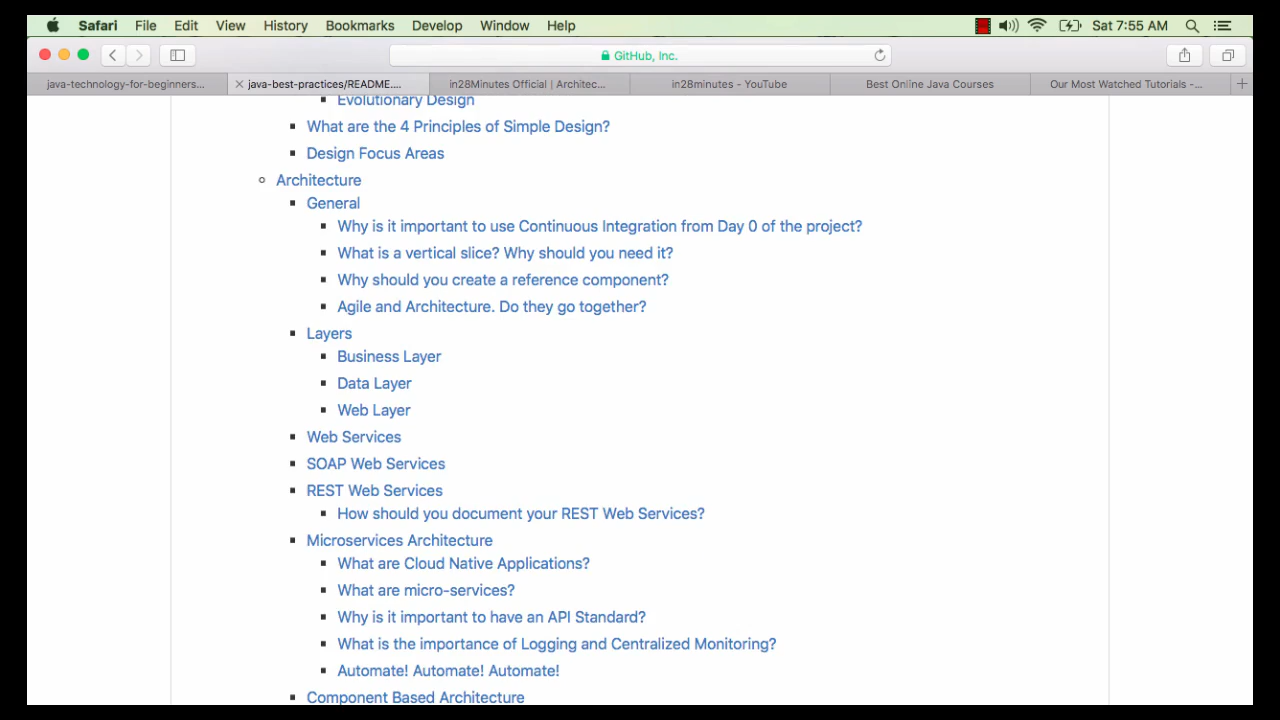 Safari File Edit View History Bookmarks Develop Window Help Sat 7:55 AM
GitHub, Inc.
java-technology-for-beginners... java-best-practices/README.... in28Minutes Official | Architec... in28minutes - YouTube Best Online Java Courses Our Most Watched Tutorials -...
Evolutionary Design
What are the 4 Principles of Simple Design?
Design Focus Areas
Architecture
General
Why is it important to use Continuous Integration from Day 0 of the project?
What is a vertical slice? Why should you need it?
Why should you create a reference component?
Agile and Architecture. Do they go together?
Layers
Business Layer
Data Layer
Web Layer
Web Services
SOAP Web Services
REST Web Services
How should you document your REST Web Services?
Microservices Architecture
What are Cloud Native Applications?
What are micro-services?
Why is it important to have an API Standard?
What is the importance of Logging and Centralized Monitoring?
Automate! Automate! Automate!
Component Based Architecture